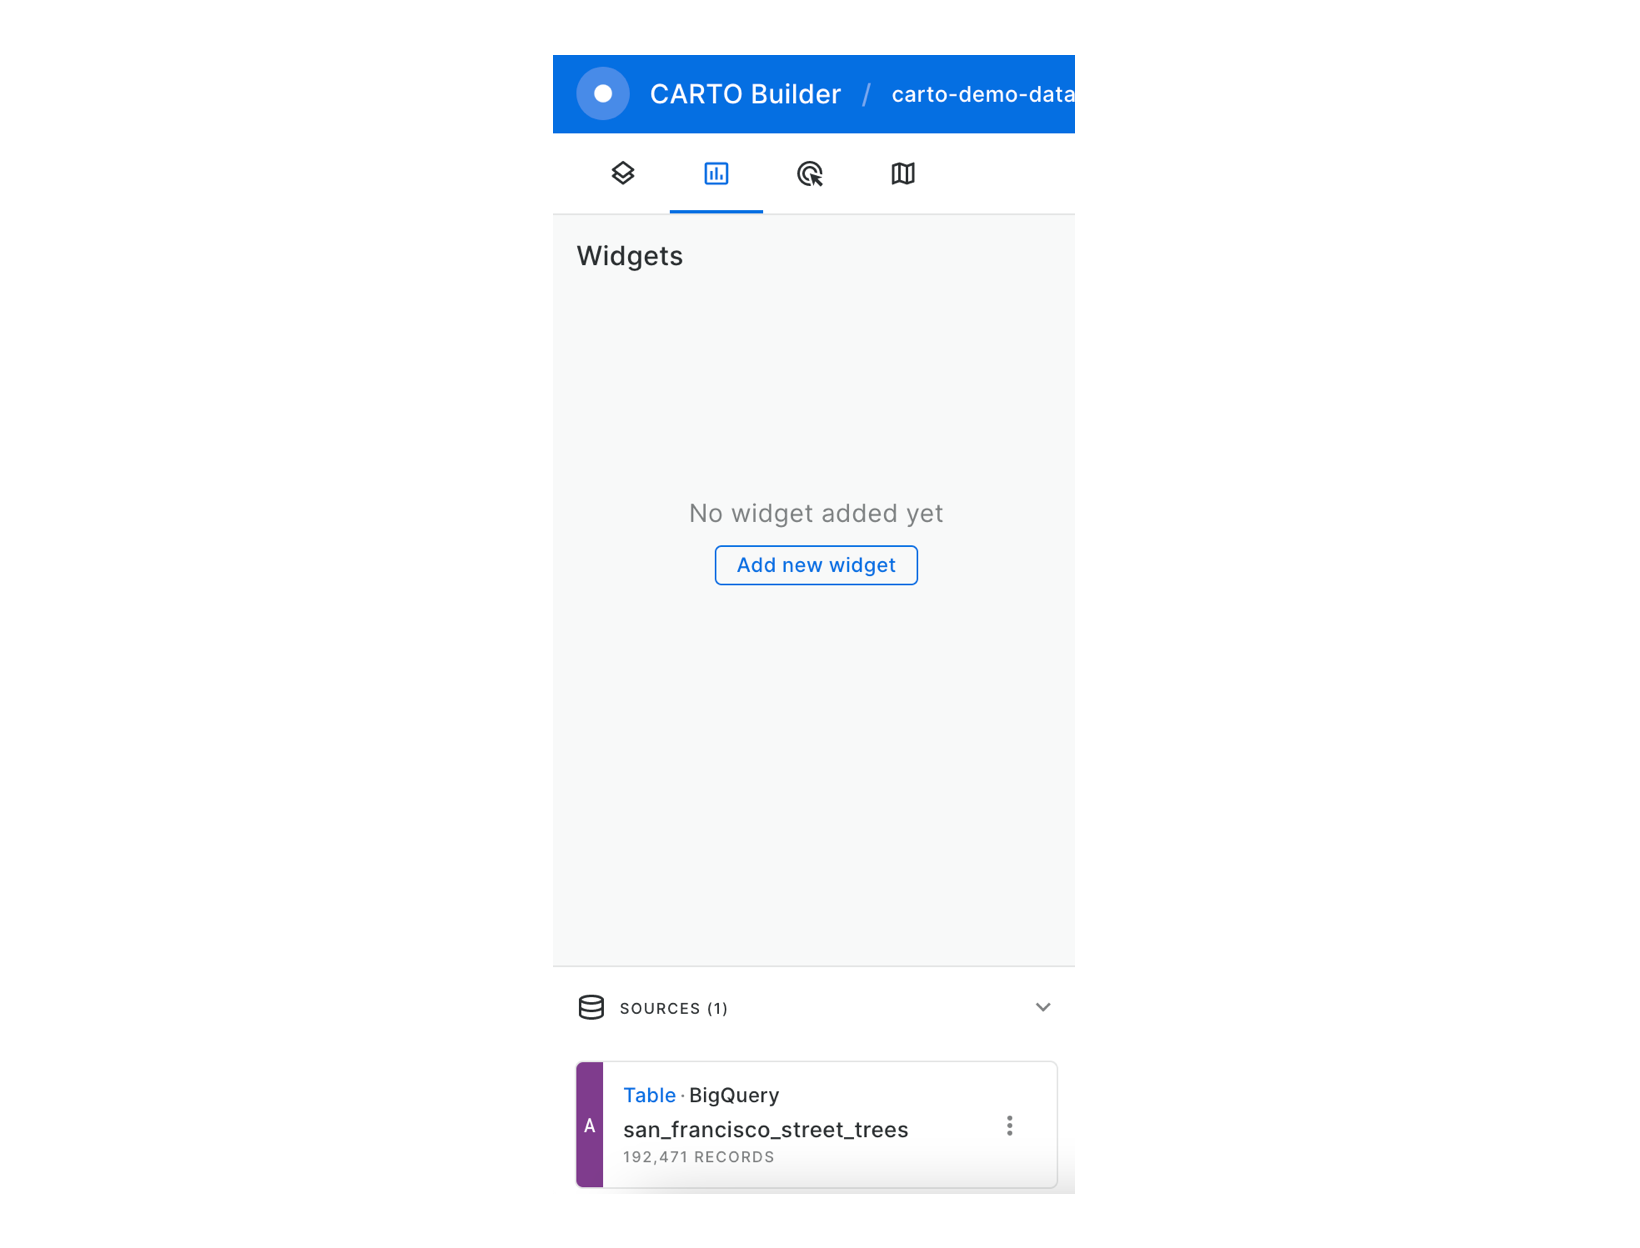 CARTO Builder / carto-demo-data
Widgets
No widget added yet
Add new widget
SOURCES (1)
A
Table · BigQuery
san_francisco_street_trees
192,471 RECORDS